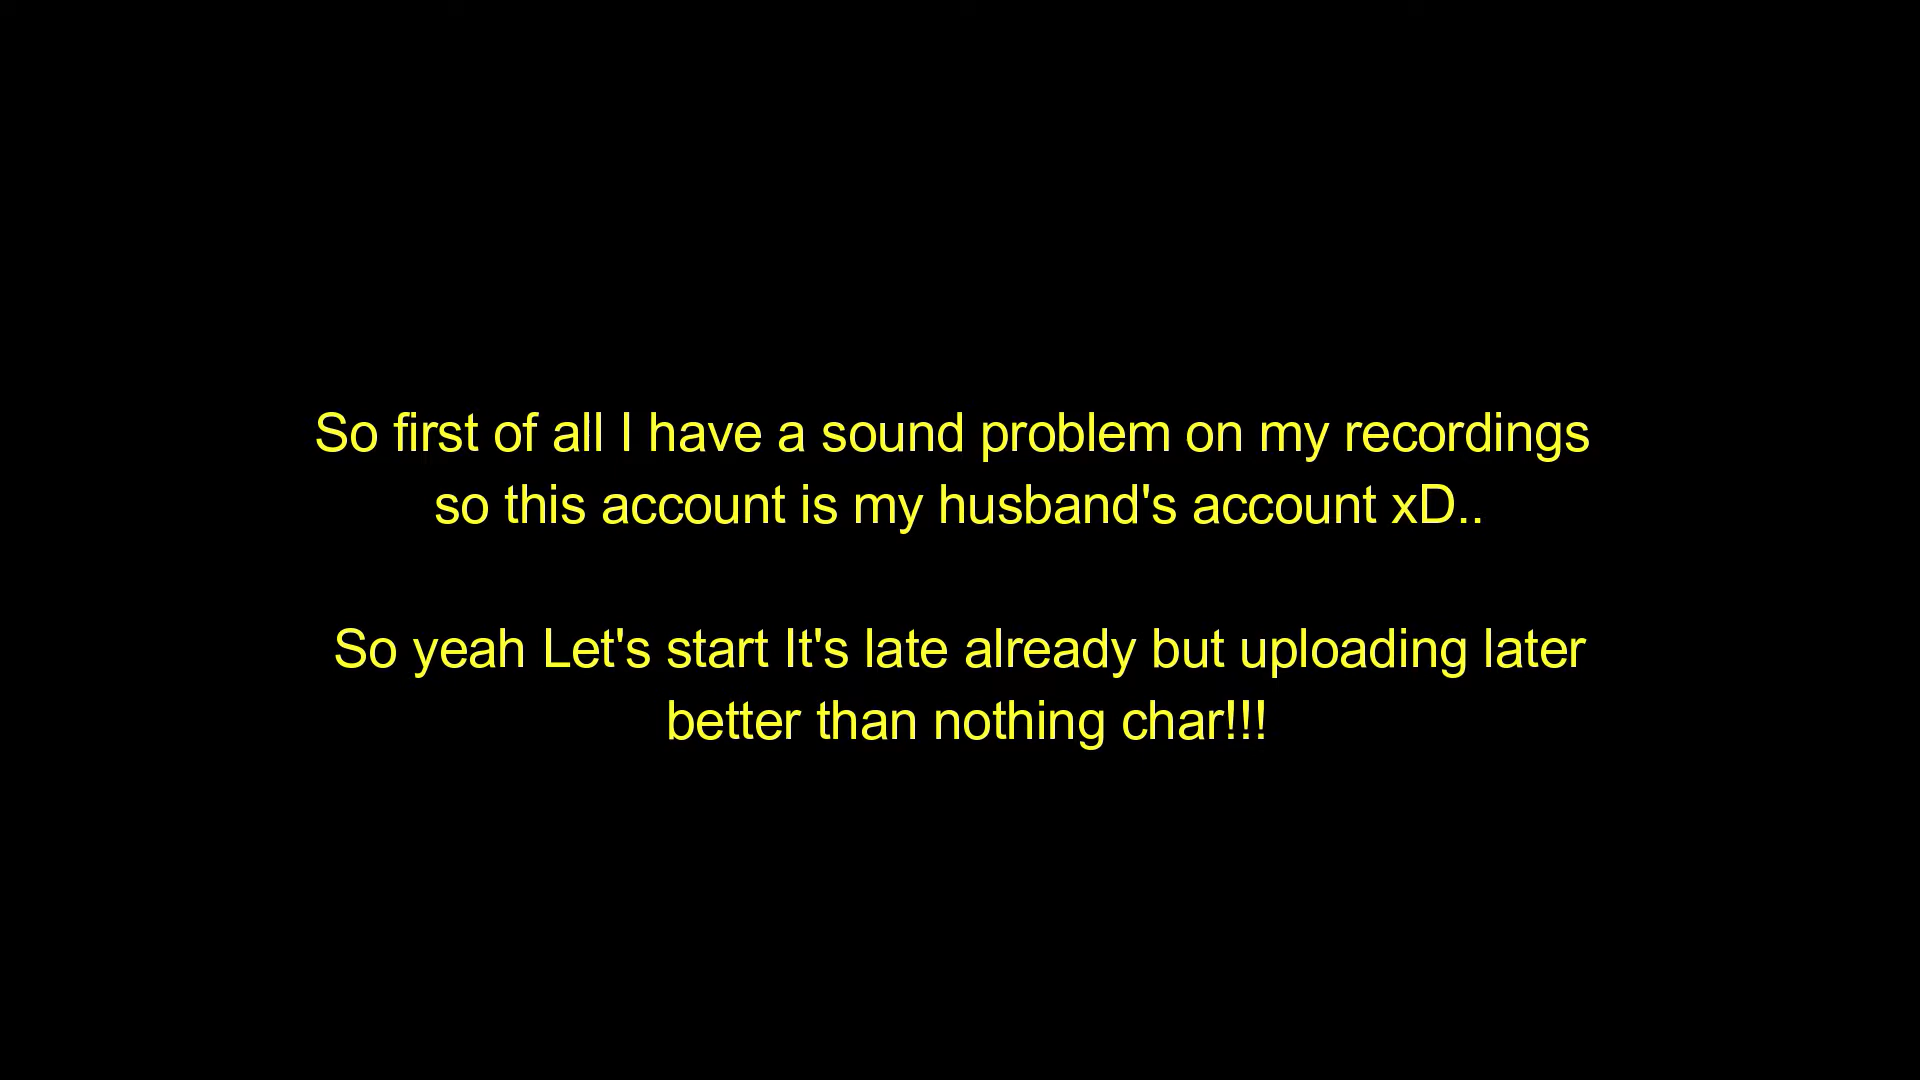 So first of all I have a sound problem on my recordings
so this account is my husband's account xD..
So yeah Let's start It's late already but uploading later
better than nothing char!!!